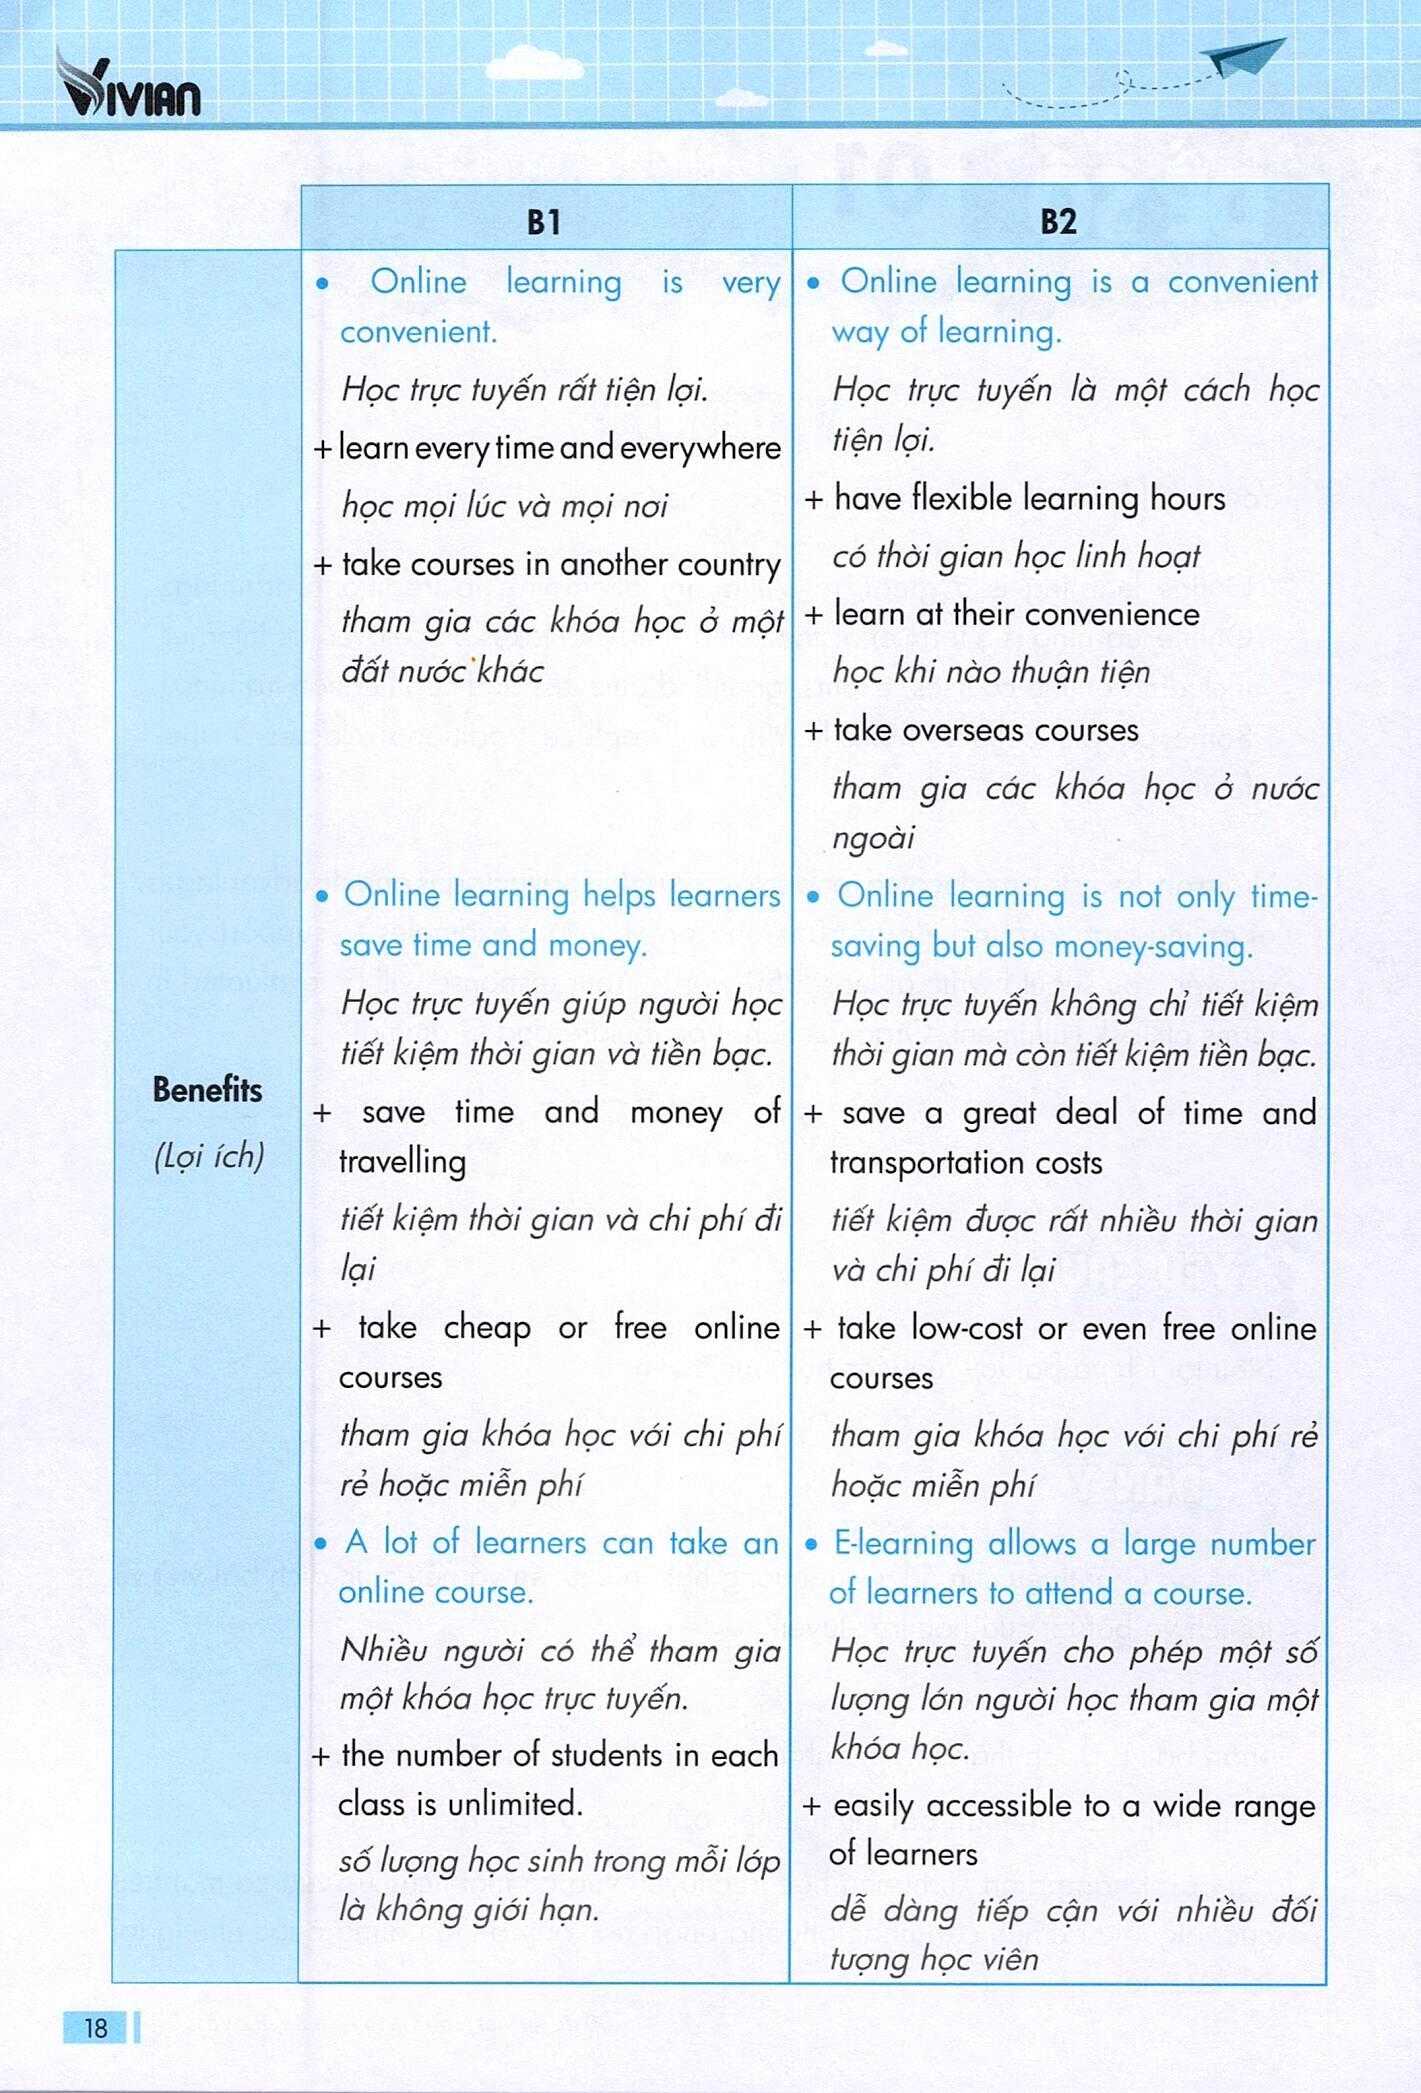 VIVIAN
B1
B2
Benefits
(Lợi ích)
• Online learning is very
convenient.
Học trực tuyến rất tiện lợi.
+ learn every time and everywhere
học mọi lúc và mọi nơi
+ take courses in another country
tham gia các khóa học ở một
đất nước khác
• Online learning helps learners
save time and money.
Học trực tuyến giúp người học
tiết kiệm thời gian và tiền bạc.
+ save time and money of
travelling
tiết kiệm thời gian và chi phí đi
lại
+ take cheap or free online
courses
tham gia khóa học với chi phí
rẻ hoặc miễn phí
• A lot of learners can take an
online course.
Nhiều người có thể tham gia
một khóa học trực tuyến.
+ the number of students in each
class is unlimited.
số lượng học sinh trong mỗi lớp
là không giới hạn.
• Online learning is a convenient
way of learning.
Học trực tuyến là một cách học
tiện lợi.
+ have flexible learning hours
có thời gian học linh hoạt
+ learn at their convenience
học khi nào thuận tiện
+ take overseas courses
tham gia các khóa học ở nước
ngoài
• Online learning is not only time-
saving but also money-saving.
Học trực tuyến không chỉ tiết kiệm
thời gian mà còn tiết kiệm tiền bạc.
+ save a great deal of time and
transportation costs
tiết kiệm được rất nhiều thời gian
và chi phí đi lại
+ take low-cost or even free online
courses
tham gia khóa học với chi phí rẻ
hoặc miễn phí
• E-learning allows a large number
of learners to attend a course.
Học trực tuyến cho phép một số
lượng lớn người học tham gia một
khóa học.
+ easily accessible to a wide range
of learners
dễ dàng tiếp cận với nhiều đối
tượng học viên
18